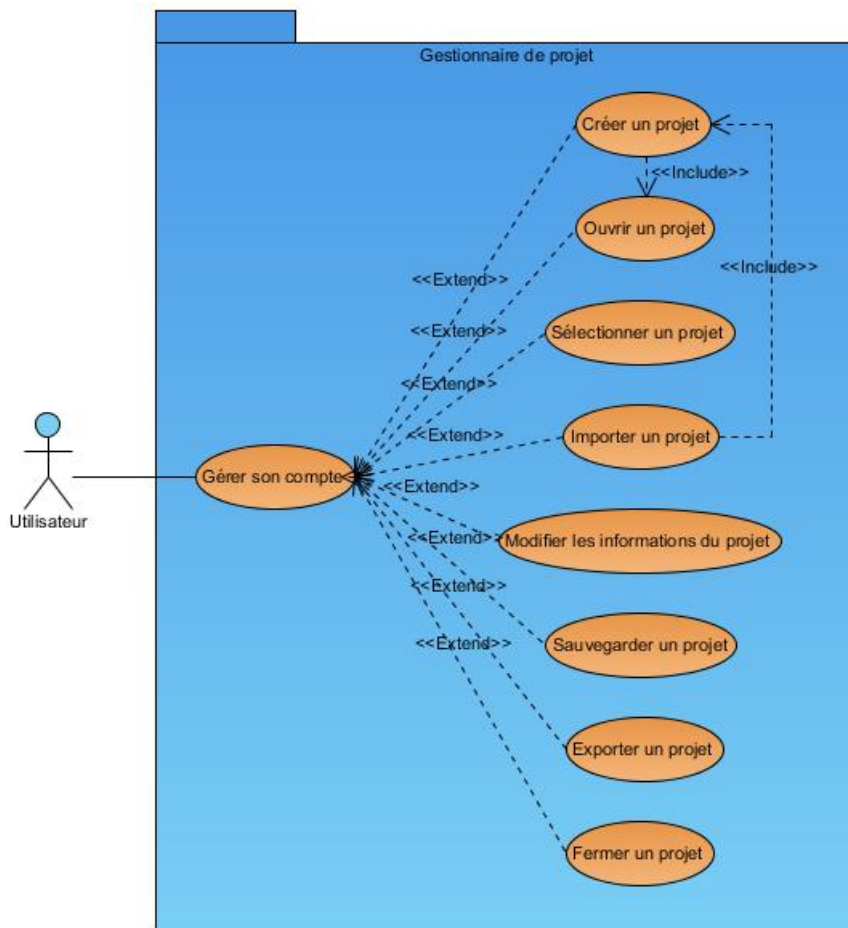 Gestionnaire de projet
Créer un projet
<<Include>>
Ouvrir un projet
<<Include>>
<<Extend>>
<<Extend>>
Sélectionner un projet
<<Extend>>
<<Extend>>
Importer un projet
Gérer son compte
<<Extend>>
Utilisateur
<<Extend>>
Modifier les informations du projet
<<Extend>>
<<Extend>>
Sauvegarder un projet
Exporter un projet
Fermer un projet